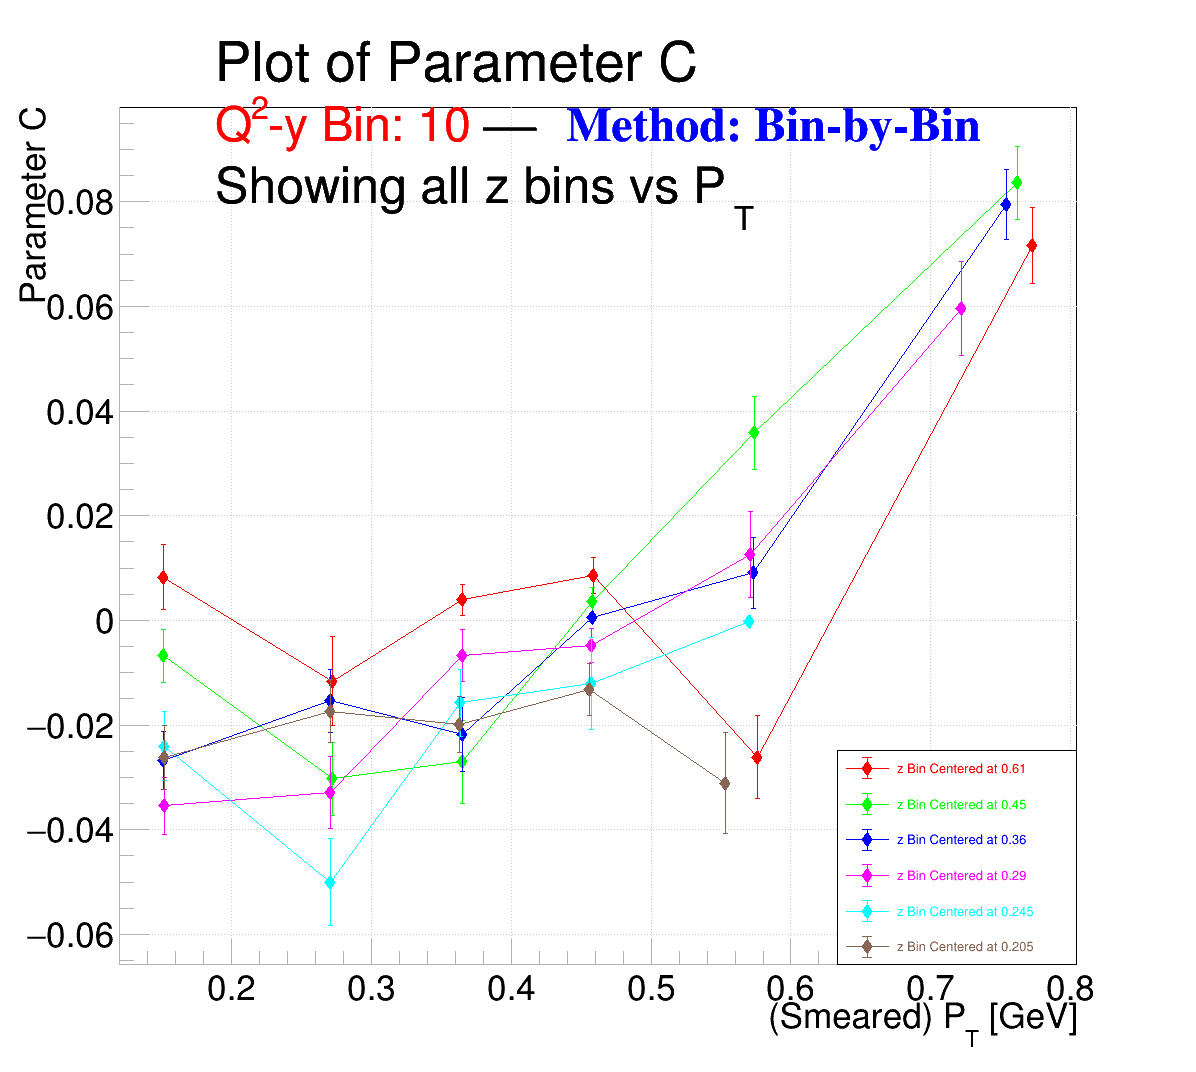 Plot of Parameter C
Q²-y Bin: 10 — Method: Bin-by-Bin
Showing all z bins vs P_T
Parameter C
0.08
0.06
0.04
0.02
0
−0.02
−0.04
−0.06
z Bin Centered at 0.61
z Bin Centered at 0.45
z Bin Centered at 0.36
z Bin Centered at 0.29
z Bin Centered at 0.245
z Bin Centered at 0.205
0.2 0.3 0.4 0.5 0.6 0.7 0.8
(Smeared) P_T [GeV]